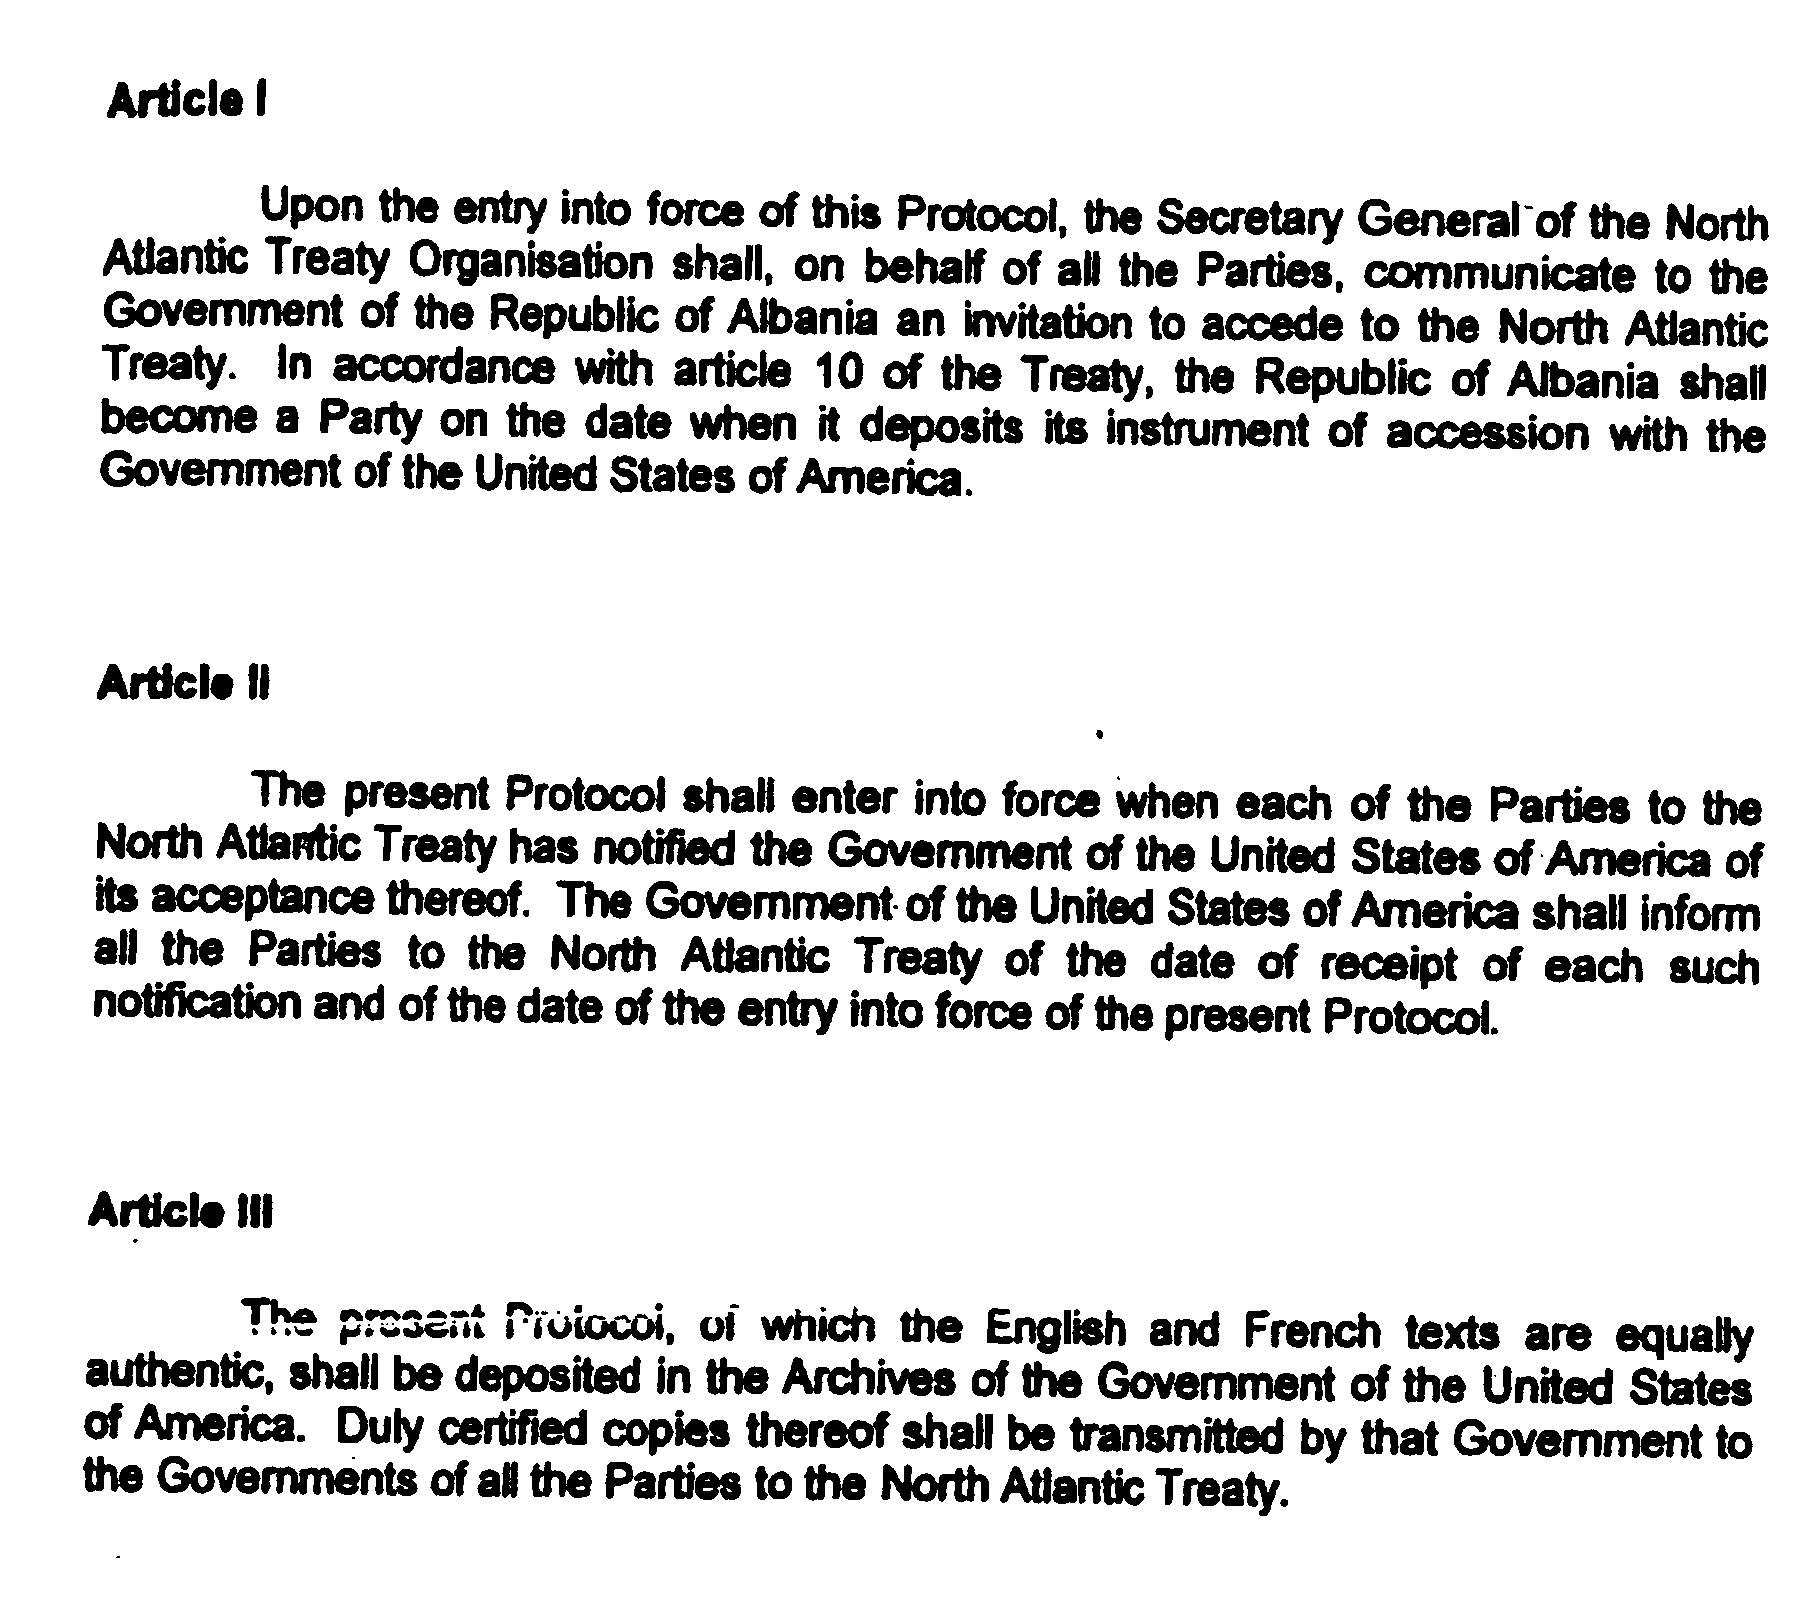 Article I
Upon the entry into force of this Protocol, the Secretary General of the North
Atlantic Treaty Organisation shall, on behalf of all the Parties, communicate to the
Government of the Republic of Albania an invitation to accede to the North Atlantic
Treaty. In accordance with article 10 of the Treaty, the Republic of Albania shall
become a Party on the date when it deposits its instrument of accession with the
Government of the United States of America.
Article II
The present Protocol shall enter into force when each of the Parties to the
North Atlantic Treaty has notified the Government of the United States of America of
its acceptance thereof. The Government of the United States of America shall inform
all the Parties to the North Atlantic Treaty of the date of receipt of each such
notification and of the date of the entry into force of the present Protocol.
Article III
The present Protocol, of which the English and French texts are equally
authentic, shall be deposited in the Archives of the Government of the United States
of America. Duly certified copies thereof shall be transmitted by that Government to
the Governments of all the Parties to the North Atlantic Treaty.